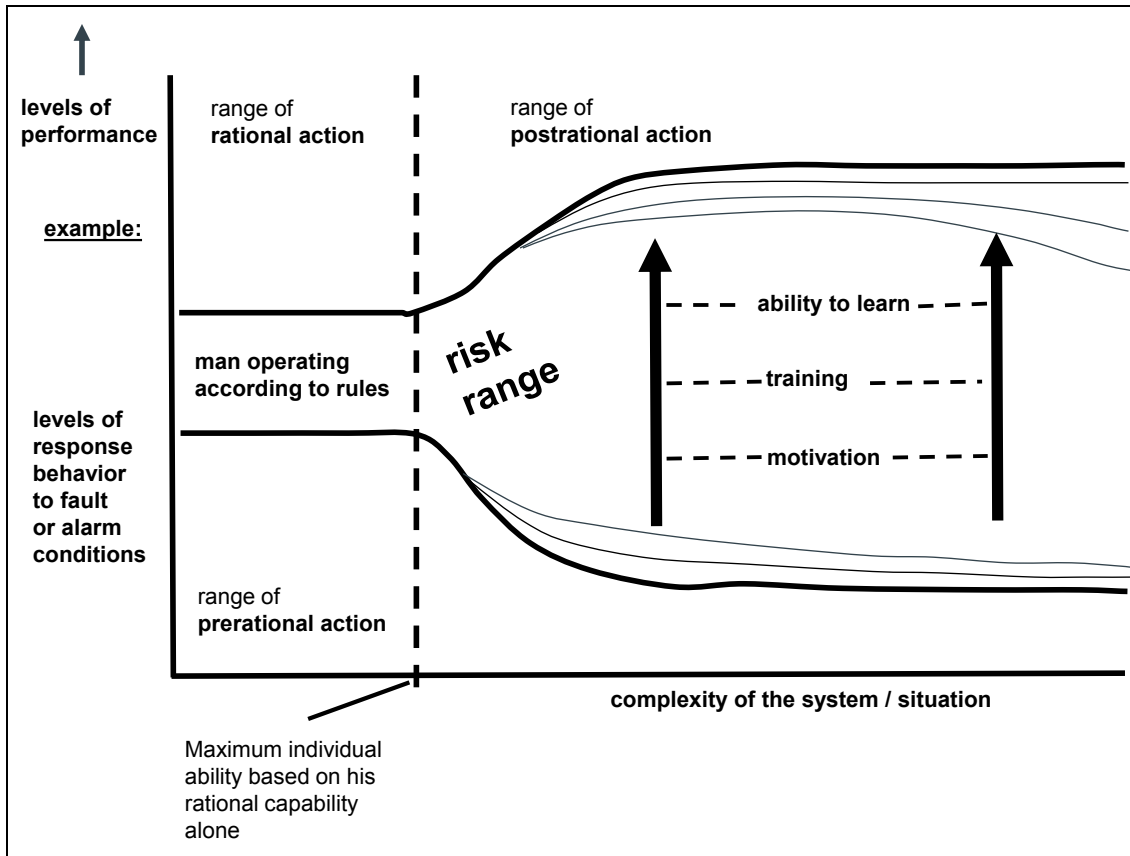 levels of
performance
range of
rational action
range of
postrational action
example:
man operating
according to rules
risk
range
ability to learn
training
motivation
levels of
response
behavior
to fault
or alarm
conditions
range of
prerational action
complexity of the system / situation
Maximum individual
ability based on his
rational capability
alone